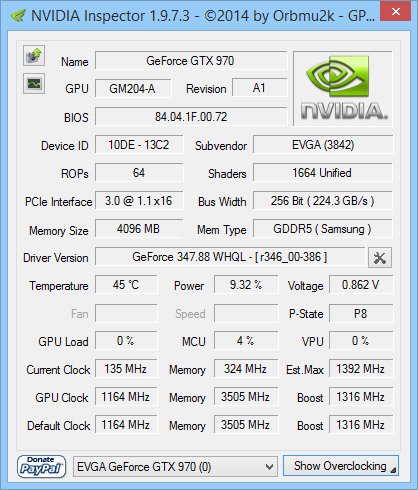 NVIDIA Inspector 1.9.7.3 - ©2014 by Orbmu2k - GP...
Name GeForce GTX 970
GPU GM204-A Revision A1
NVIDIA.
BIOS 84.04.1F.00.72
Device ID 10DE - 13C2 Subvendor EVGA (3842)
ROPs 64 Shaders 1664 Unified
PCIe Interface 3.0 @ 1.1 x16 Bus Width 256 Bit ( 224.3 GB/s )
Memory Size 4096 MB Mem Type GDDR5 ( Samsung )
Driver Version GeForce 347.88 WHQL - [ r346_00-386 ]
Temperature 45 °C Power 9.32 % Voltage 0.862 V
Fan Speed P-State P8
GPU Load 0 % MCU 4 % VPU 0 %
Current Clock 135 MHz Memory 324 MHz Est.Max 1392 MHz
GPU Clock 1164 MHz Memory 3505 MHz Boost 1316 MHz
Default Clock 1164 MHz Memory 3505 MHz Boost 1316 MHz
Donate
PayPal EVGA GeForce GTX 970 (0) Show Overclocking